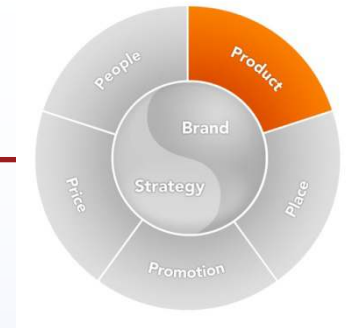 People
Product
Brand
Strategy
Price
Place
Promotion